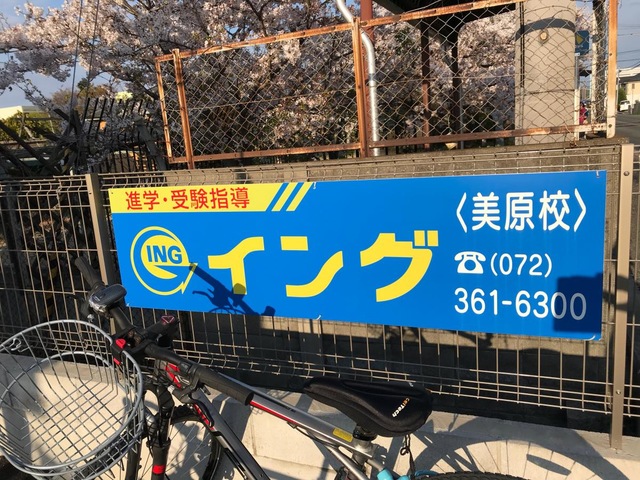 進学・受験指導
ING イング
〈美原校〉
☎(072)
361-6300